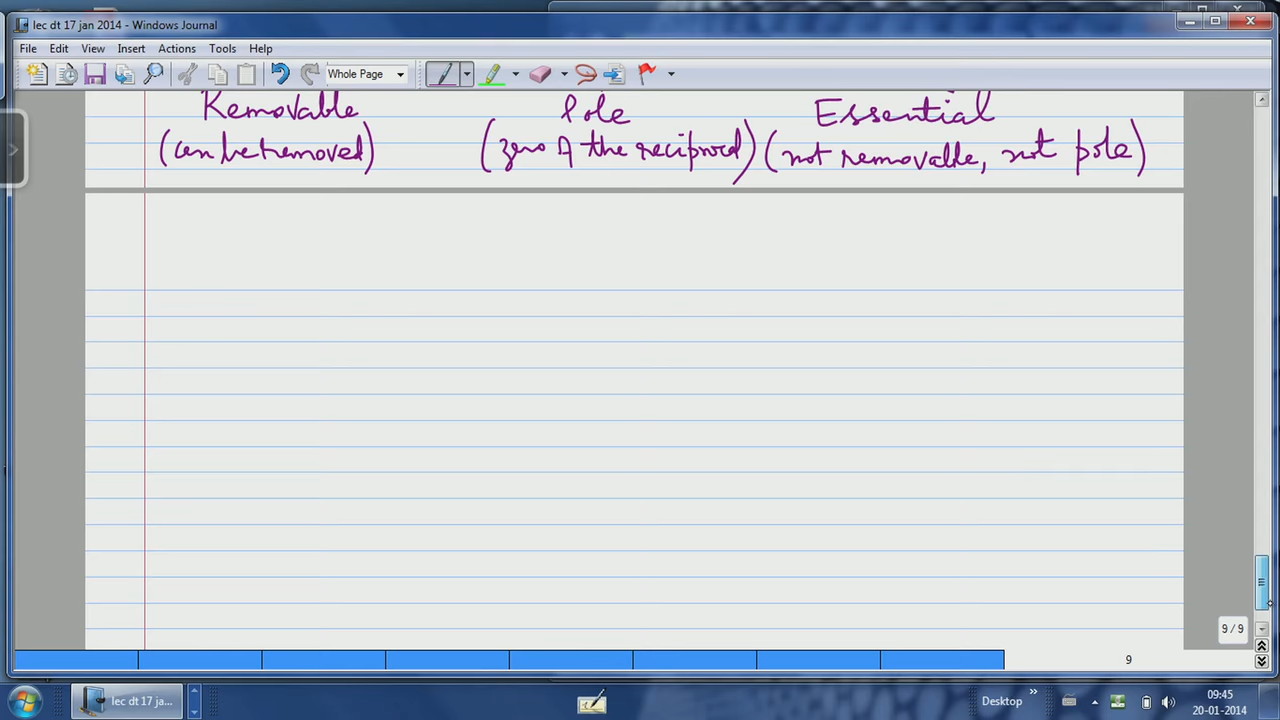 lec dt 17 jan 2014 - Windows Journal
File Edit View Insert Actions Tools Help
Whole Page
Removable Pole Essential
(can be removed) (zero of the reciprocal) (not removable, not pole)
9 / 9
9
lec dt 17 ja... Desktop 09:45
20-01-2014